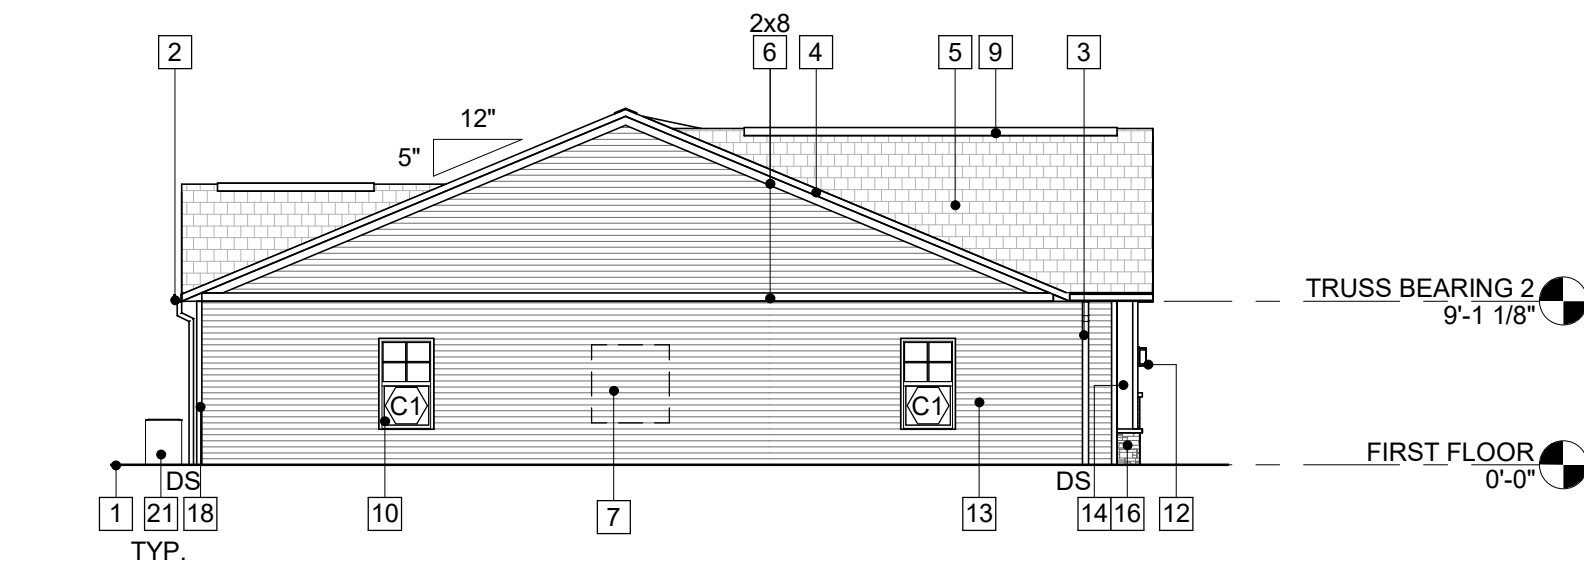 2x8
2 6 4 5 9 3
12"
5"
TRUSS BEARING 2
9'-1 1/8"
C1 C1
FIRST FLOOR
0'-0"
DS DS
1 21 18 10 7 13 14 16 12
TYP.